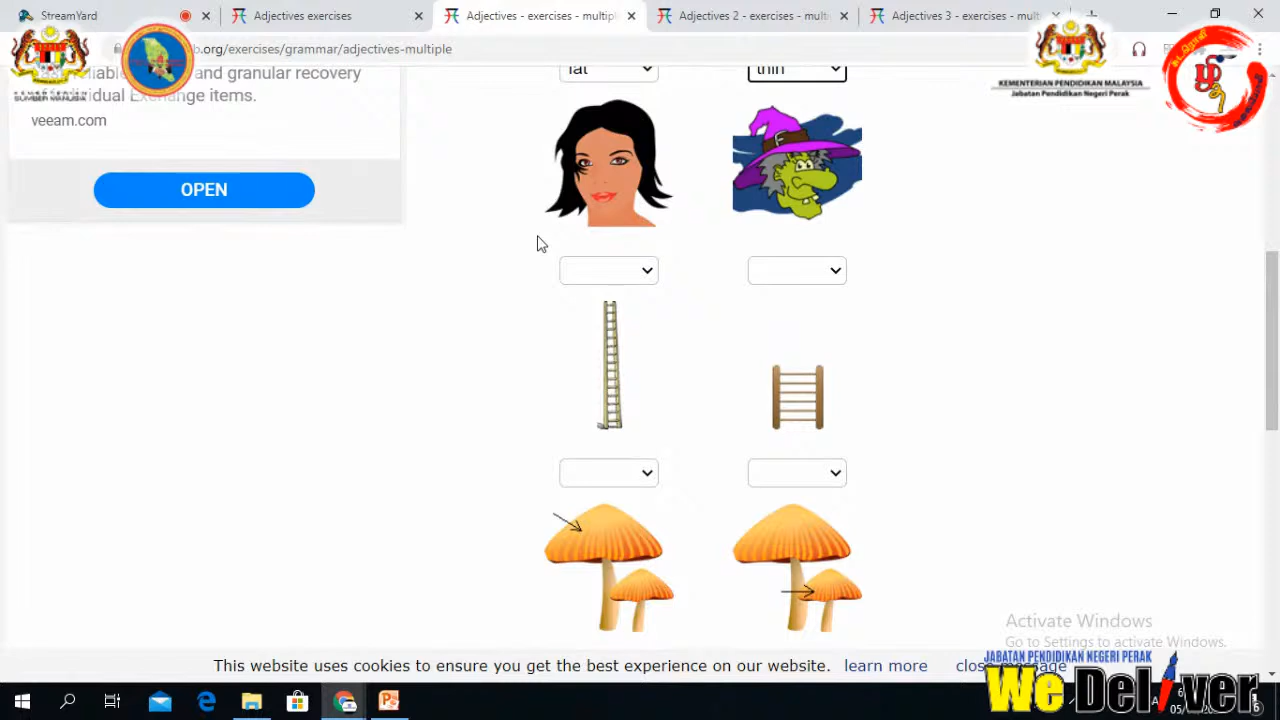 StreamYard
Adjectives exercises
Adjectives - exercises - multipl
Adjectives 2 - exercises - multi
Adjectives 3 - exercises - mu
.org/exercises/grammar/adjectives-multiple
and granular recovery
items.
veeam.com
OPEN
fat
thin
KEMENTERIAN PENDIDIKAN MALAYSIA
Jabatan Pendidikan Negeri Perak
Activate Windows
Go to Settings to activate Windows.
This website uses cookies to ensure you get the best experience on our website. learn more
JABATAN PENDIDIKAN NEGERI PERAK
We Deliver